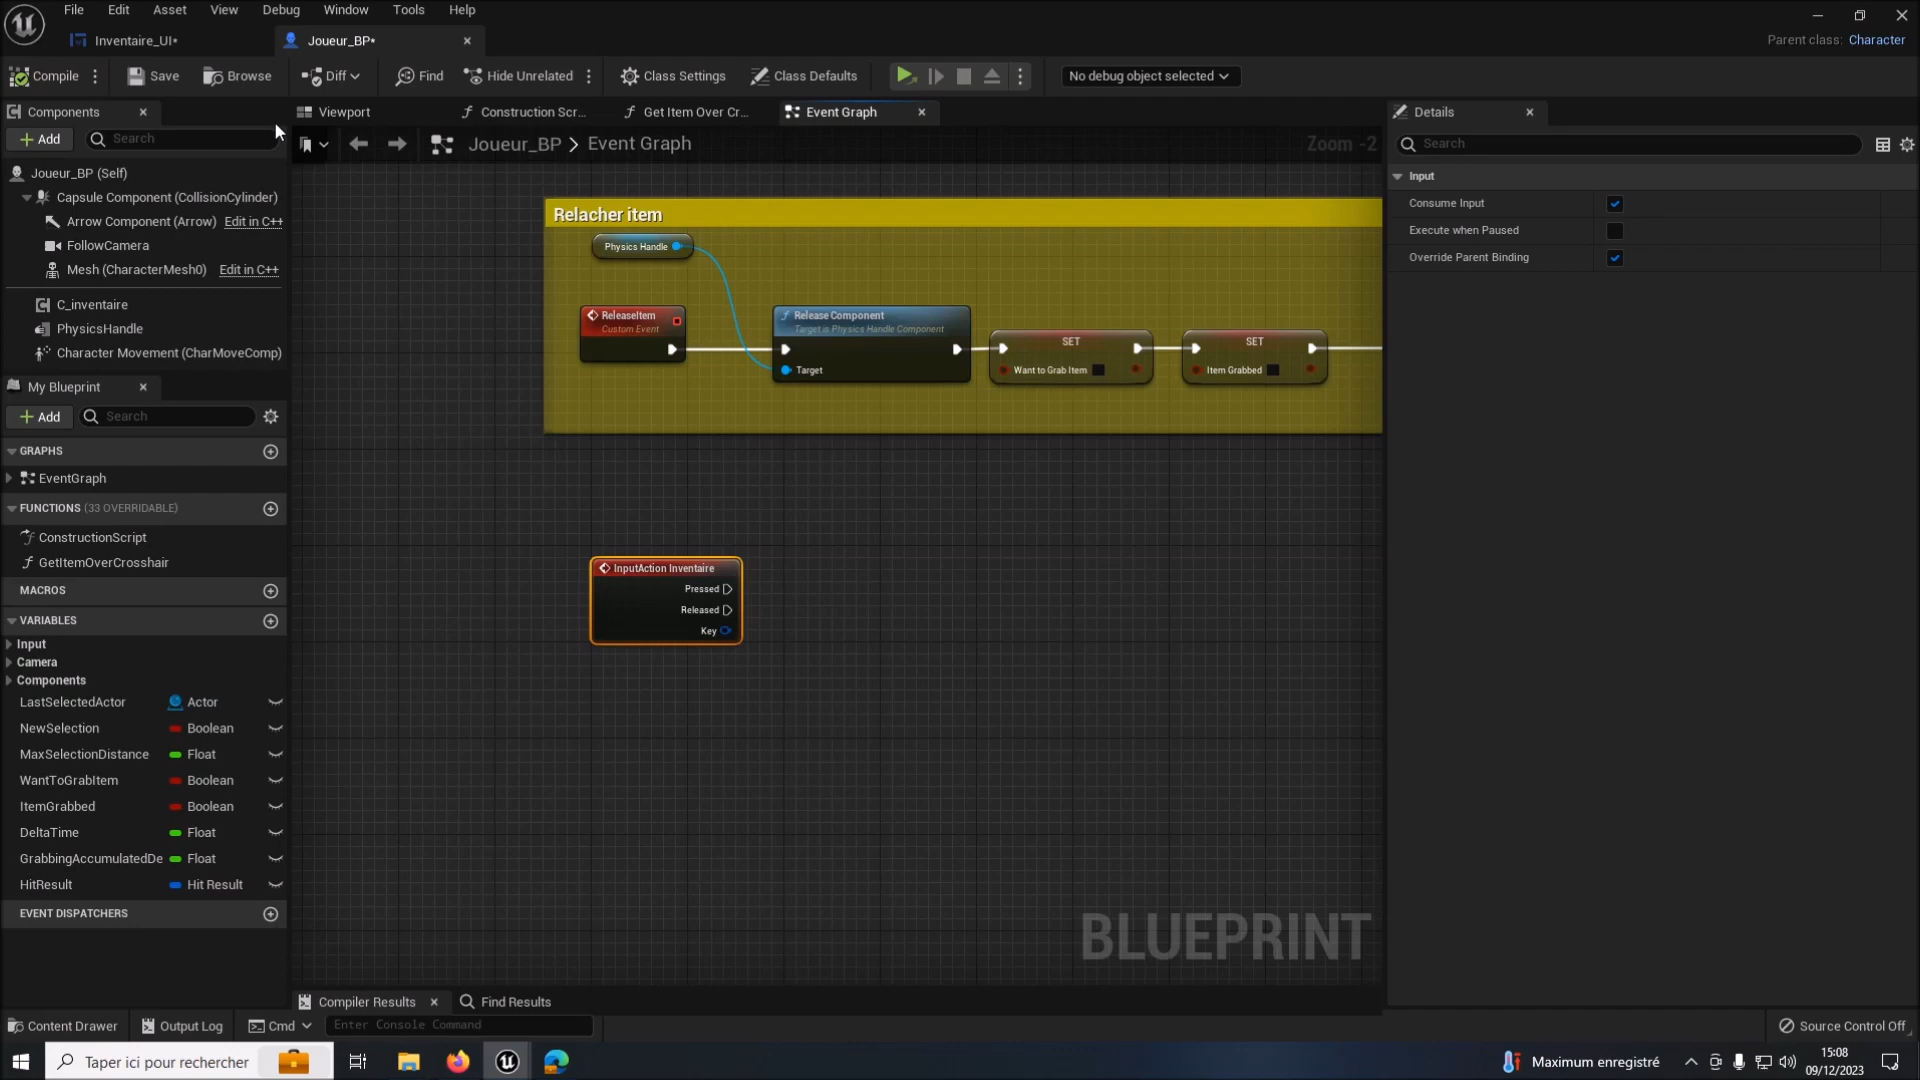 File Edit Asset View Debug Window Tools Help
Inventaire_UI*
Joueur_BP*
Parent class: Character
Compile
Save
Browse
Diff
Find
Hide Unrelated
Class Settings
Class Defaults
No debug object selected
Components
Viewport
Construction Scr...
Get Item Over Cr...
Event Graph
Details
Add
Search
Joueur_BP > Event Graph
Zoom -2
Search
Joueur_BP (Self)
Capsule Component (CollisionCylinder)
Arrow Component (Arrow) Edit in C++
FollowCamera
Mesh (CharacterMesh0) Edit in C++
C_inventaire
PhysicsHandle
Character Movement (CharMoveComp)
Input
Consume Input
Execute when Paused
Override Parent Binding
Relacher item
Physics Handle
ReleaseItem
Custom Event
Release Component
Target is Physics Handle Component
Target
SET
Want to Grab Item
SET
Item Grabbed
My Blueprint
Add
Search
GRAPHS
EventGraph
FUNCTIONS (33 OVERRIDABLE)
ConstructionScript
GetItemOverCrosshair
MACROS
VARIABLES
Input
Camera
Components
LastSelectedActor Actor
NewSelection Boolean
MaxSelectionDistance Float
WantToGrabItem Boolean
ItemGrabbed Boolean
DeltaTime Float
GrabbingAccumulatedDe Float
HitResult Hit Result
EVENT DISPATCHERS
InputAction Inventaire
Pressed
Released
Key
BLUEPRINT
Compiler Results
Find Results
Content Drawer
Output Log
Cmd
Enter Console Command
Source Control Off
Taper ici pour rechercher
Maximum enregistré
15:08
09/12/2023